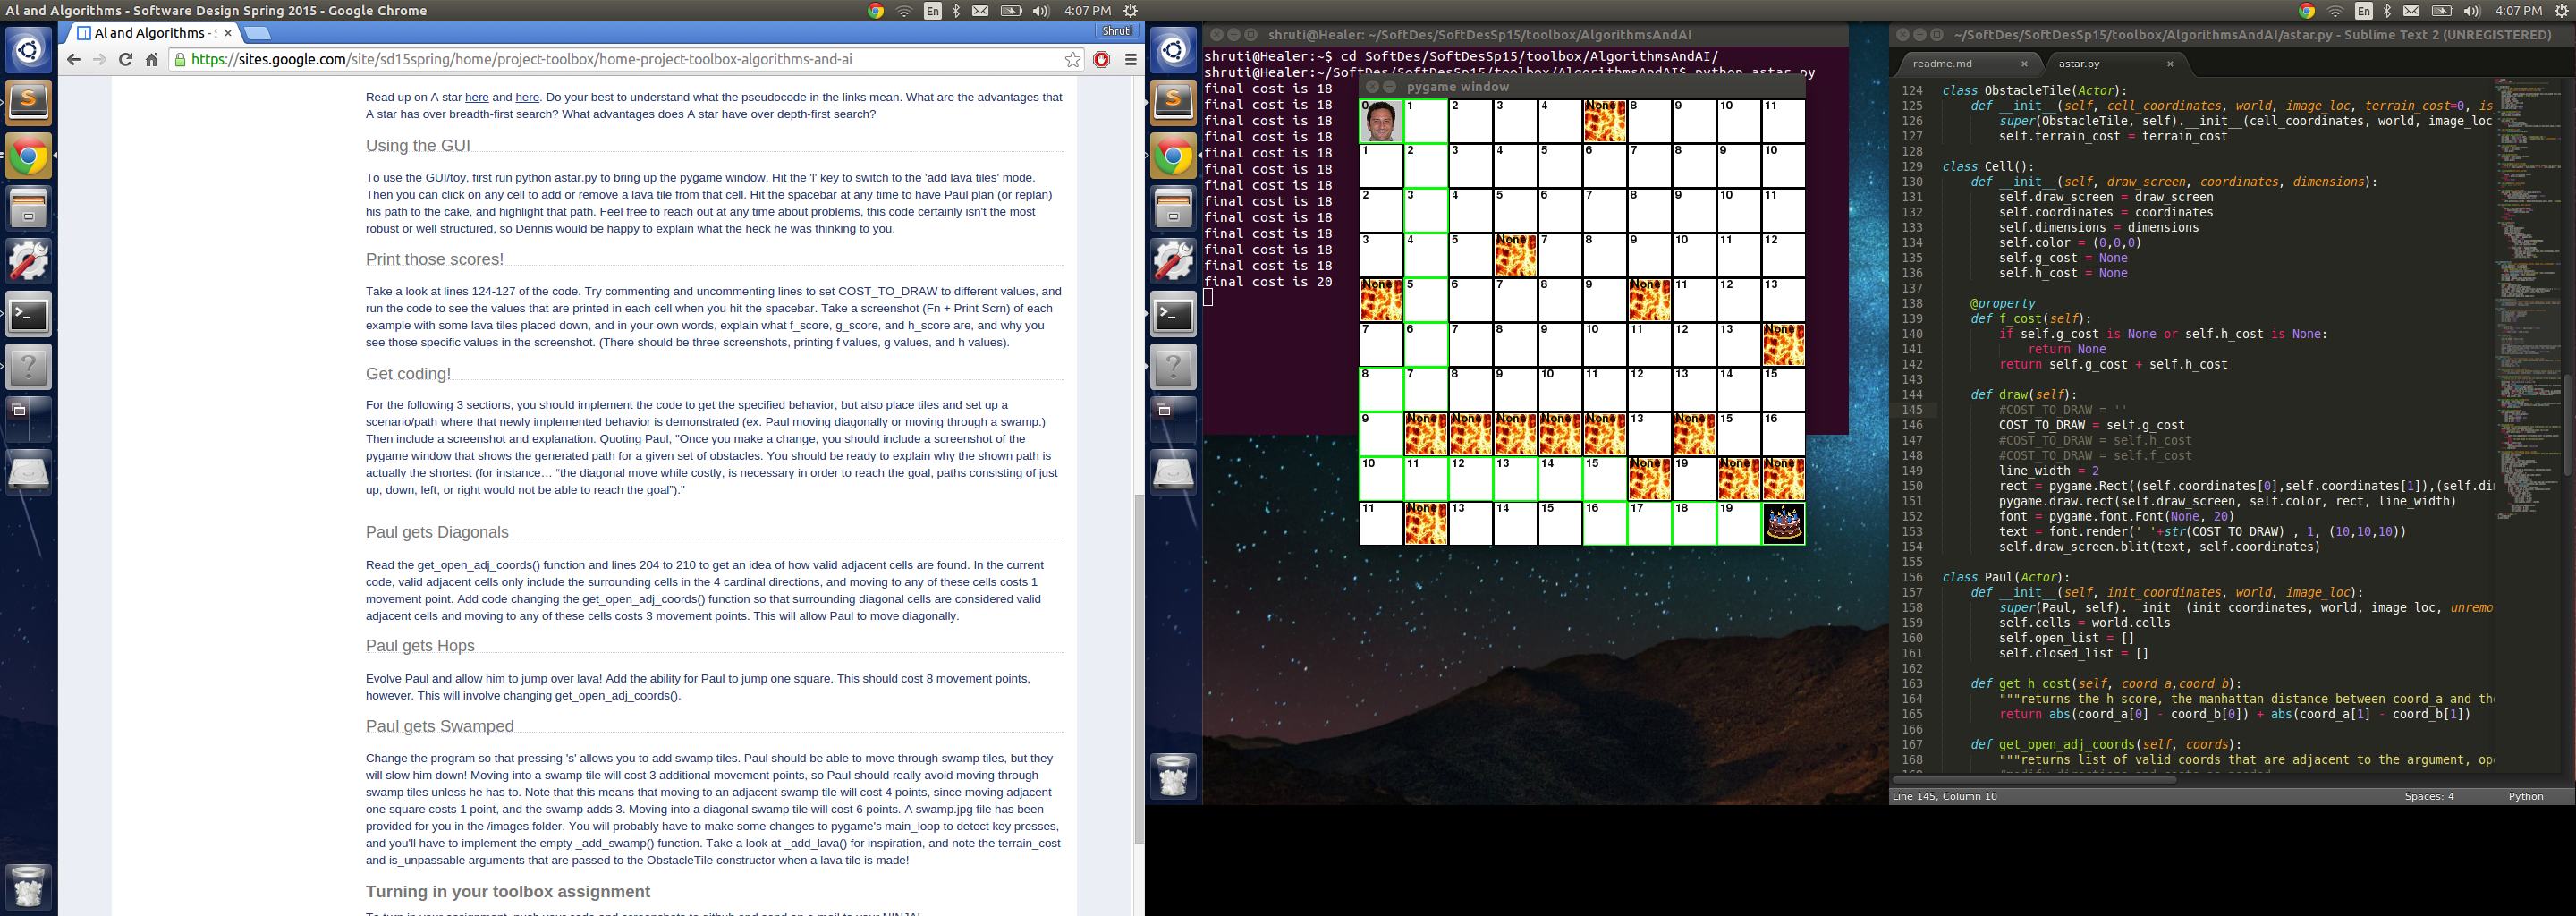 AI and Algorithms - Software Design Spring 2015 - Google Chrome
En
4:07 PM
En
4:07 PM
AI and Algorithms - S
Shruti
https://sites.google.com/site/sd15spring/home/project-toolbox/home-project-toolbox-algorithms-and-ai
Read up on A star here and here. Do your best to understand what the pseudocode in the links mean. What are the advantages that
A star has over breadth-first search? What advantages does A star have over depth-first search?
Using the GUI
To use the GUI/toy, first run python astar.py to bring up the pygame window. Hit the 'l' key to switch to the 'add lava tiles' mode.
Then you can click on any cell to add or remove a lava tile from that cell. Hit the spacebar at any time to have Paul plan (or replan)
his path to the cake, and highlight that path. Feel free to reach out at any time about problems, this code certainly isn't the most
robust or well structured, so Dennis would be happy to explain what the heck he was thinking to you.
Print those scores!
Take a look at lines 124-127 of the code. Try commenting and uncommenting lines to set COST_TO_DRAW to different values, and
run the code to see the values that are printed in each cell when you hit the spacebar. Take a screenshot (Fn + Print Scrn) of each
example with some lava tiles placed down, and in your own words, explain what f_score, g_score, and h_score are, and why you
see those specific values in the screenshot. (There should be three screenshots, printing f values, g values, and h values).
Get coding!
For the following 3 sections, you should implement the code to get the specified behavior, but also place tiles and set up a
scenario/path where that newly implemented behavior is demonstrated (ex. Paul moving diagonally or moving through a swamp.)
Then include a screenshot and explanation. Quoting Paul, "Once you make a change, you should include a screenshot of the
pygame window that shows the generated path for a given set of obstacles. You should be ready to explain why the shown path is
actually the shortest (for instance… "the diagonal move while costly, is necessary in order to reach the goal, paths consisting of just
up, down, left, or right would not be able to reach the goal")."
Paul gets Diagonals
Read the get_open_adj_coords() function and lines 204 to 210 to get an idea of how valid adjacent cells are found. In the current
code, valid adjacent cells only include the surrounding cells in the 4 cardinal directions, and moving to any of these cells costs 1
movement point. Add code changing the get_open_adj_coords() function so that surrounding diagonal cells are considered valid
adjacent cells and moving to any of these cells costs 3 movement points. This will allow Paul to move diagonally.
Paul gets Hops
Evolve Paul and allow him to jump over lava! Add the ability for Paul to jump one square. This should cost 8 movement points,
however. This will involve changing get_open_adj_coords().
Paul gets Swamped
Change the program so that pressing 's' allows you to add swamp tiles. Paul should be able to move through swamp tiles, but they
will slow him down! Moving into a swamp tile will cost 3 additional movement points, so Paul should really avoid moving through
swamp tiles unless he has to. Note that this means that moving to an adjacent swamp tile will cost 4 points, since moving adjacent
one square costs 1 point, and the swamp adds 3. Moving into a diagonal swamp tile will cost 6 points. A swamp.jpg file has been
provided for you in the /images folder. You will probably have to make some changes to pygame's main_loop to detect key presses,
and you'll have to implement the empty _add_swamp() function. Take a look at _add_lava() for inspiration, and note the terrain_cost
and is_unpassable arguments that are passed to the ObstacleTile constructor when a lava tile is made!
Turning in your toolbox assignment
shruti@Healer: ~/SoftDes/SoftDesSp15/toolbox/AlgorithmsAndAI
shruti@Healer:~$ cd SoftDes/SoftDesSp15/toolbox/AlgorithmsAndAI/
shruti@Healer:~/SoftDes/SoftDesSp15/toolbox/AlgorithmsAndAI$ python astar.py
final cost is 18
final cost is 18
final cost is 18
final cost is 18
final cost is 18
final cost is 18
final cost is 18
final cost is 18
final cost is 18
final cost is 18
final cost is 18
final cost is 18
final cost is 20
pygame window
0 1 2 3 4 None 8 9 10 11
1 2 3 4 5 6 7 8 9 10
2 3 4 5 6 7 8 9 10 11
3 4 5 None 7 8 9 10 11 12
None 5 6 7 8 9 None 11 12 13
7 6 7 8 9 10 11 12 13 None
8 7 8 9 10 11 12 13 14 15
9 None None None None None 13 None 15 16
10 11 12 13 14 15 None 19 None None
11 None 13 14 15 16 17 18 19
~/SoftDes/SoftDesSp15/toolbox/AlgorithmsAndAI/astar.py - Sublime Text 2 (UNREGISTERED)
readme.md
astar.py
124 class ObstacleTile(Actor):
125 def __init__(self, cell_coordinates, world, image_loc, terrain_cost=0, is
126 super(ObstacleTile, self).__init__(cell_coordinates, world, image_loc
127 self.terrain_cost = terrain_cost
128
129 class Cell():
130 def __init__(self, draw_screen, coordinates, dimensions):
131 self.draw_screen = draw_screen
132 self.coordinates = coordinates
133 self.dimensions = dimensions
134 self.color = (0,0,0)
135 self.g_cost = None
136 self.h_cost = None
137
138 @property
139 def f_cost(self):
140 if self.g_cost is None or self.h_cost is None:
141 return None
142 return self.g_cost + self.h_cost
143
144 def draw(self):
145 #COST_TO_DRAW = ''
146 COST_TO_DRAW = self.g_cost
147 #COST_TO_DRAW = self.h_cost
148 #COST_TO_DRAW = self.f_cost
149 line_width = 2
150 rect = pygame.Rect((self.coordinates[0],self.coordinates[1]),(self.di
151 pygame.draw.rect(self.draw_screen, self.color, rect, line_width)
152 font = pygame.font.Font(None, 20)
153 text = font.render(' '+str(COST_TO_DRAW) , 1, (10,10,10))
154 self.draw_screen.blit(text, self.coordinates)
155
156 class Paul(Actor):
157 def __init__(self, init_coordinates, world, image_loc):
158 super(Paul, self).__init__(init_coordinates, world, image_loc, unremo
159 self.cells = world.cells
160 self.open_list = []
161 self.closed_list = []
162
163 def get_h_cost(self, coord_a,coord_b):
164 """returns the h score, the manhattan distance between coord_a and the
165 return abs(coord_a[0] - coord_b[0]) + abs(coord_a[1] - coord_b[1])
166
167 def get_open_adj_coords(self, coords):
168 """returns list of valid coords that are adjacent to the argument, op
Line 145, Column 10
Spaces: 4
Python